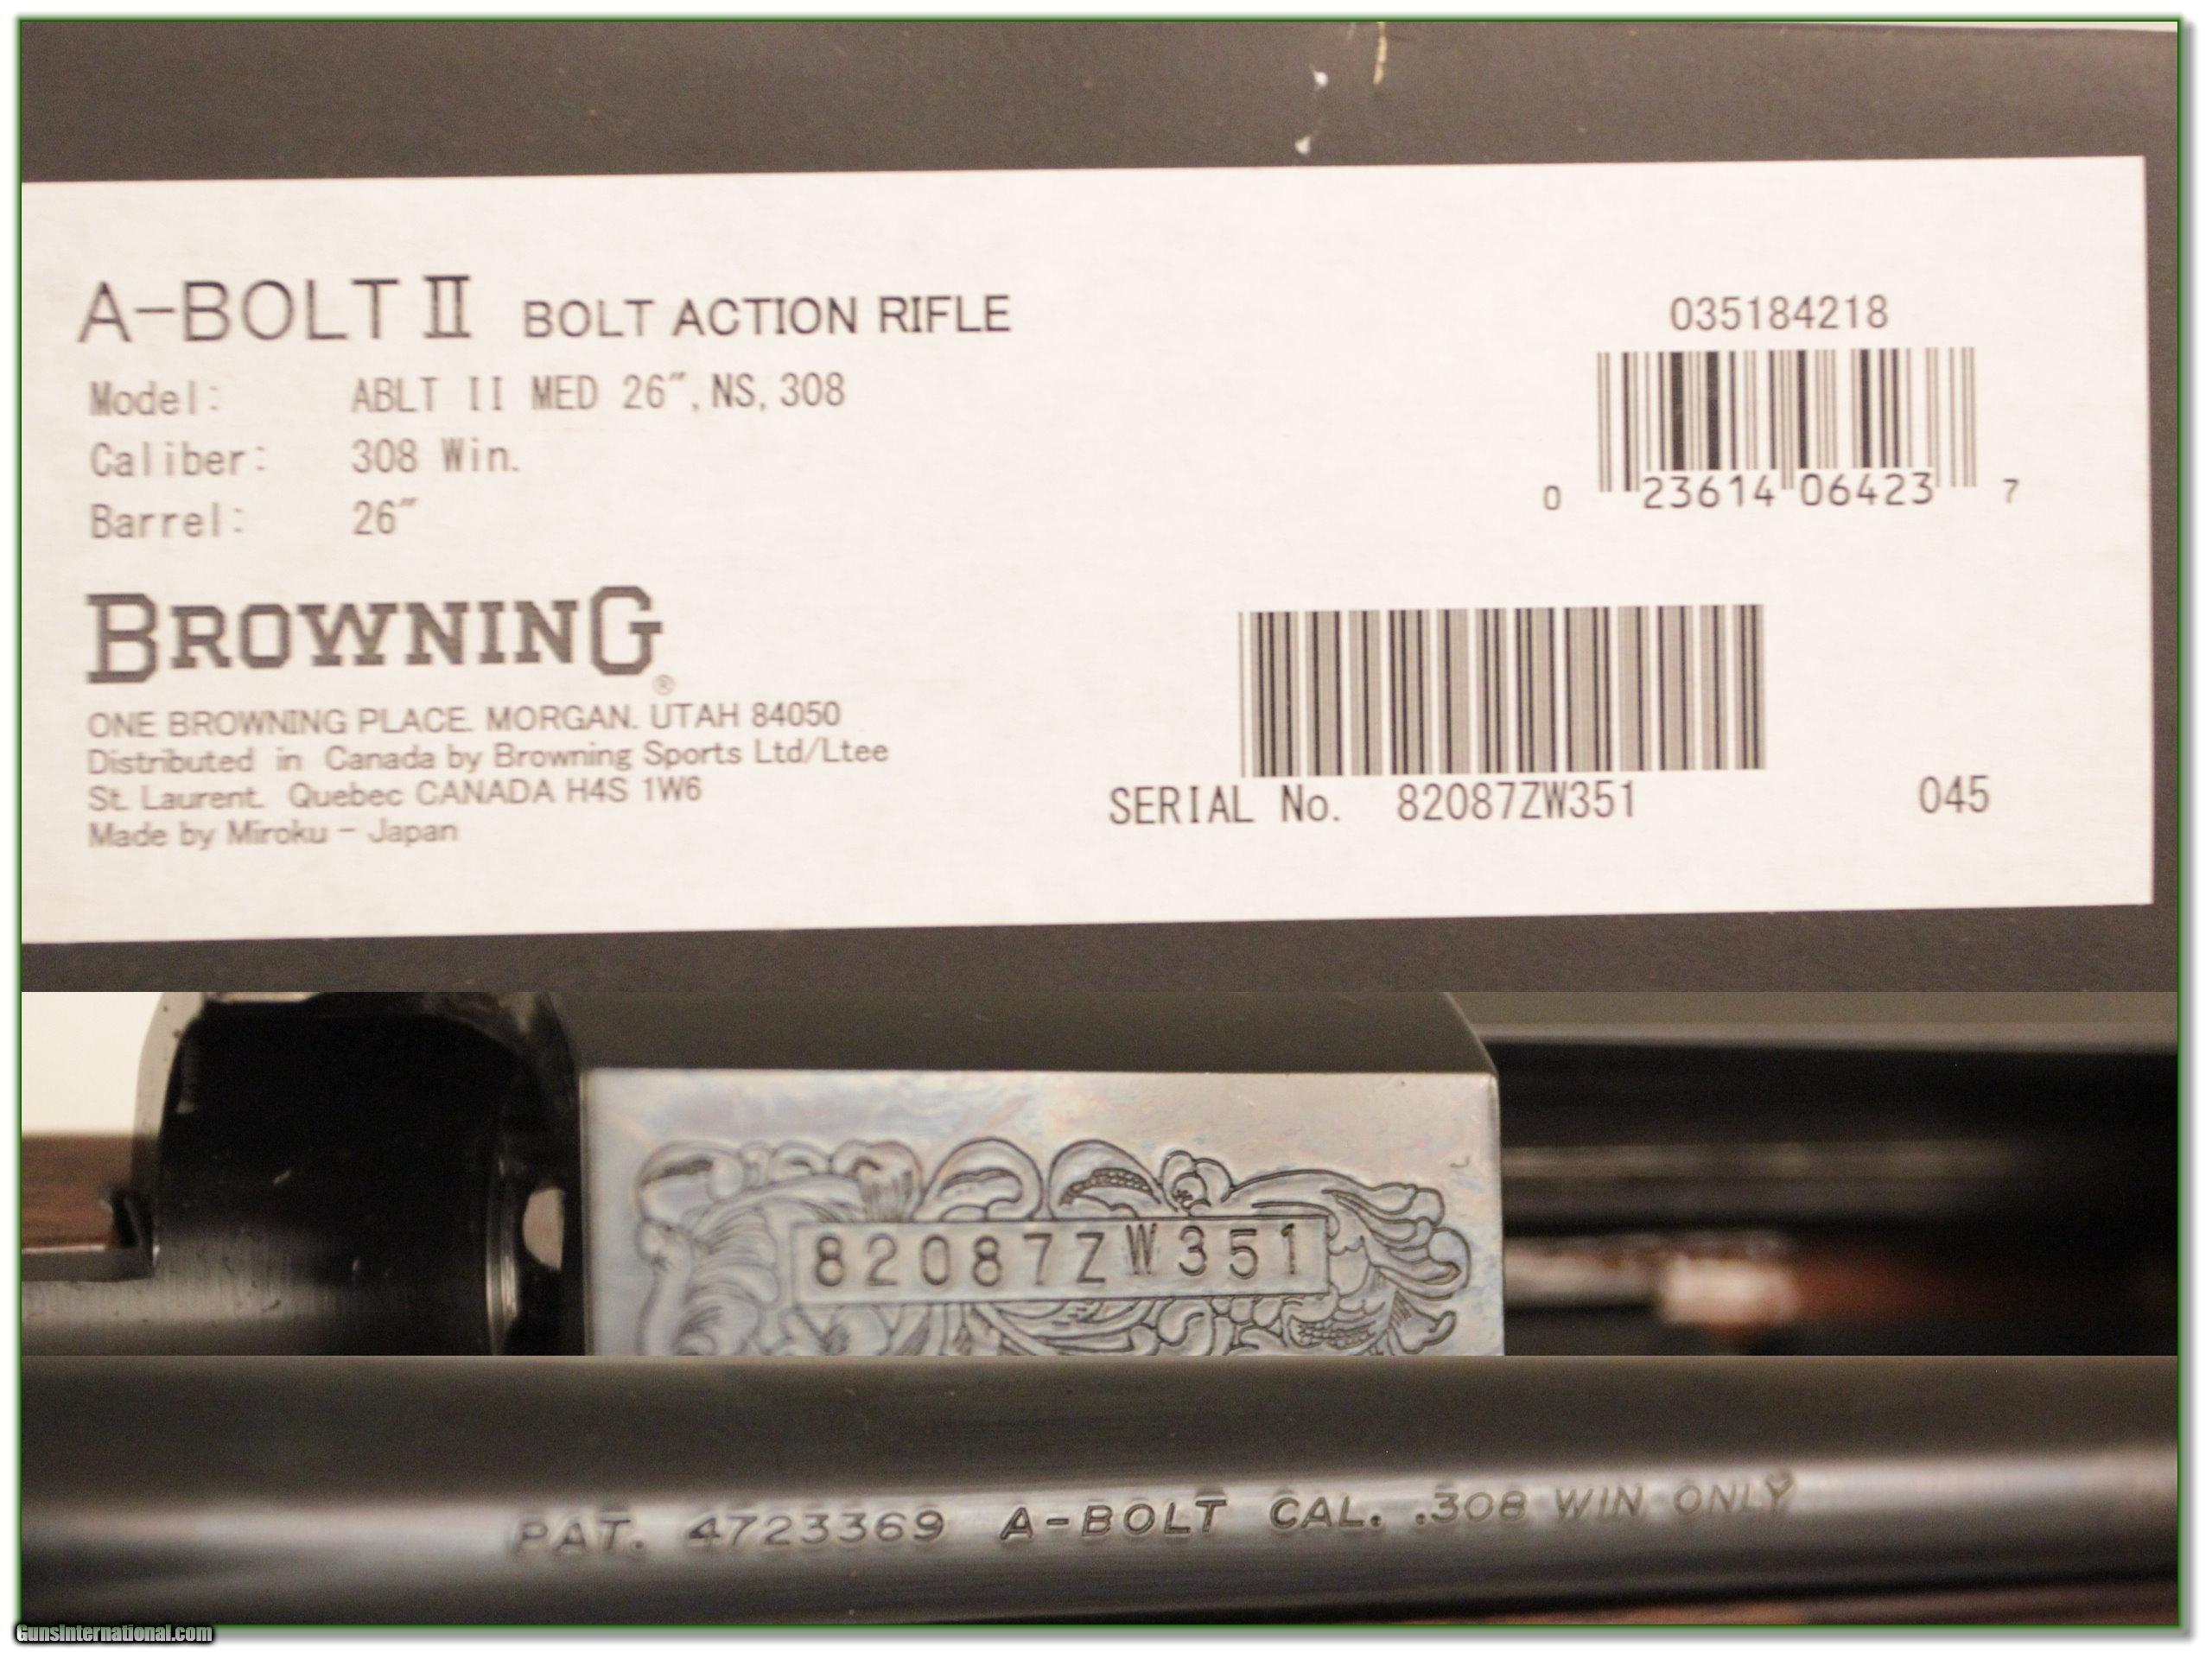 A-BOLT II BOLT ACTION RIFLE
035184218
Model: ABLT II MED 26″, NS, 308
Caliber: 308 Win.
Barrel: 26″
0 23614 06423 7
BROWNING®
ONE BROWNING PLACE. MORGAN. UTAH 84050
Distributed in Canada by Browning Sports Ltd/Ltee
St. Laurent. Quebec CANADA H4S 1W6
Made by Miroku - Japan
SERIAL No. 82087ZW351 045
82087ZW351
PAT. 4723369 A-BOLT CAL. .308 WIN ONLY
GunsInternational.com